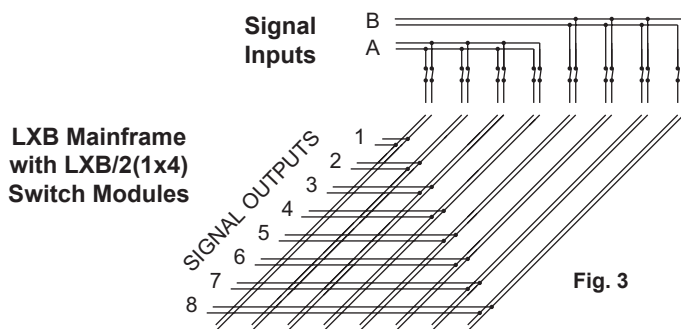 Signal
Inputs
B
A
LXB Mainframe
with LXB/2(1x4)
Switch Modules
SIGNAL OUTPUTS
1
2
3
4
5
6
7
8
Fig. 3